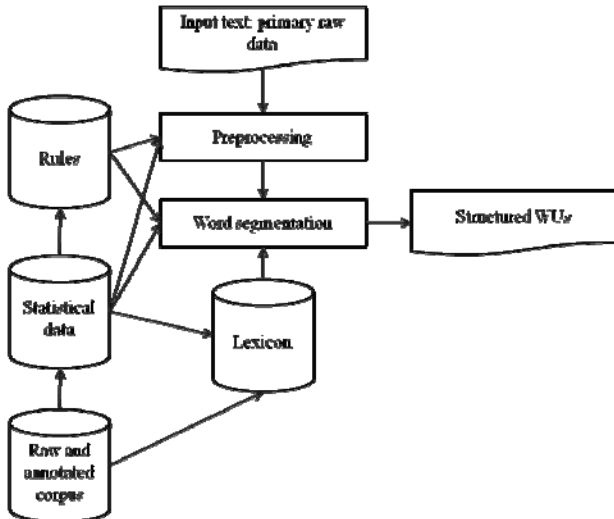 Input text: primary raw
data
Rules
Preprocessing
Word segmentation
Structured WUs
Statistical
data
Lexicon
Raw and
annotated
corpus